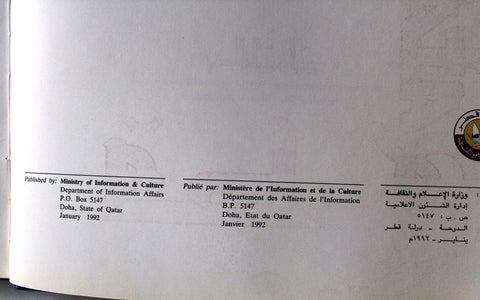 Published by: Ministry of Information & Culture
Department of Information Affairs
P.O. Box 5147
Doha, State of Qatar
January 1992
Publié par: Ministère de l'Information et de la Culture
Département des Affaires de l'Information
B.P. 5147
Doha, Etat du Qatar
Janvier 1992
: وزارة الإعلام والثقافة
إدارة الشئون الاعلامية
ص . ب : ٥١٤٧
الدوحة - دولة قطر
ينايــر - ١٩٩٢م